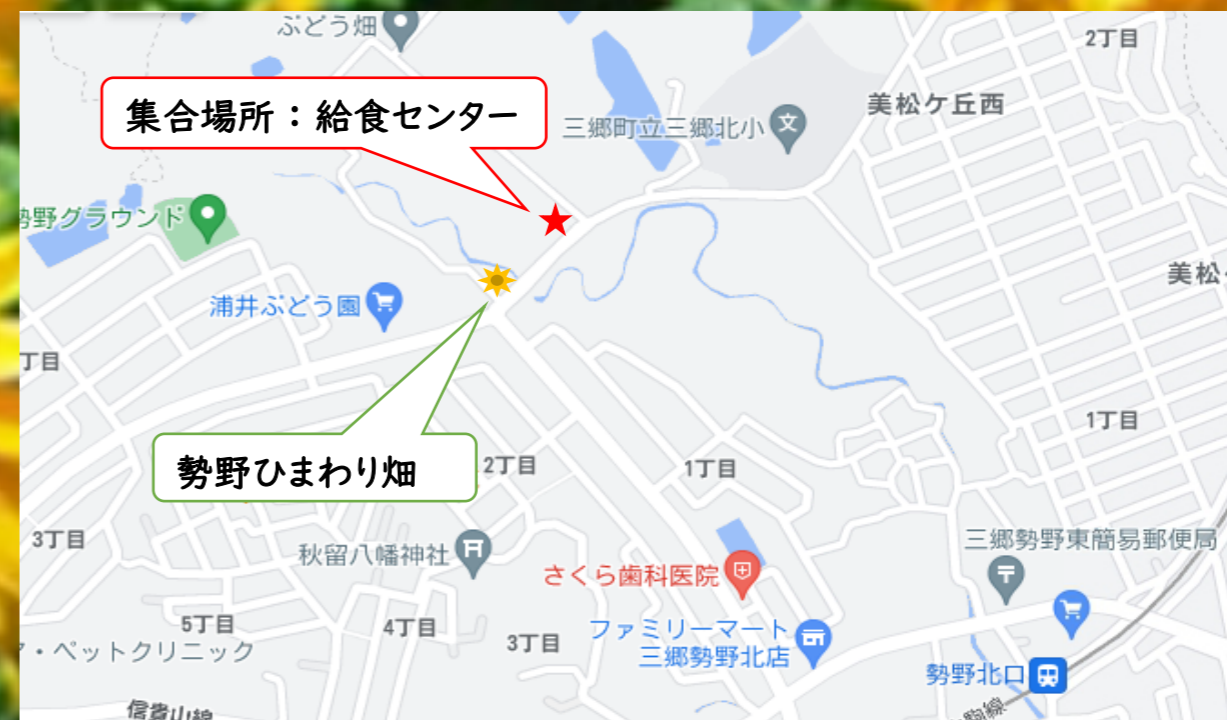 ぶどう畑
2丁目
集合場所：給食センター
美松ケ丘西
三郷町立三郷北小
文
勢野グラウンド
美松
浦井ぶどう園
丁目
1丁目
勢野ひまわり畑
2丁目
1丁目
3丁目
秋留八幡神社
三郷勢野東簡易郵便局
さくら歯科医院
5丁目
4丁目
3丁目
ファミリーマート
三郷勢野北店
・ペットクリニック
勢野北口
信貴山線